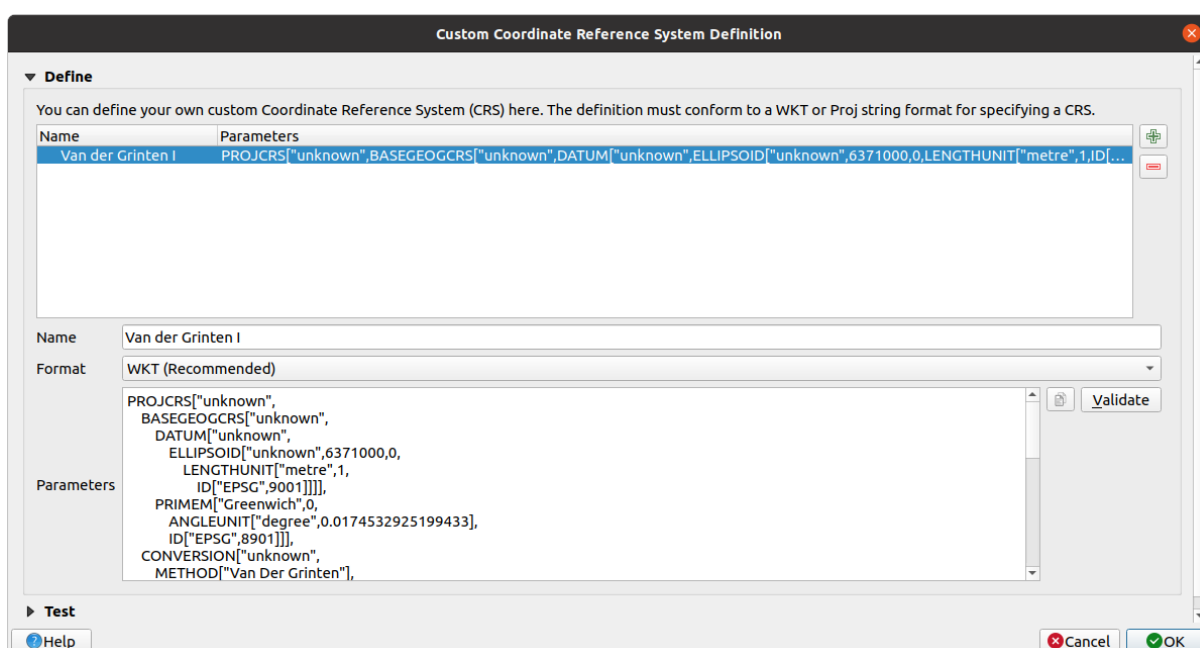 Custom Coordinate Reference System Definition
Define
You can define your own custom Coordinate Reference System (CRS) here. The definition must conform to a WKT or Proj string format for specifying a CRS.
Name Parameters
Van der Grinten I PROJCRS["unknown",BASEGEOGCRS["unknown",DATUM["unknown",ELLIPSOID["unknown",6371000,0,LENGTHUNIT["metre",1,ID[...
Name Van der Grinten I
Format WKT (Recommended)
Parameters
PROJCRS["unknown",
BASEGEOGCRS["unknown",
DATUM["unknown",
ELLIPSOID["unknown",6371000,0,
LENGTHUNIT["metre",1,
ID["EPSG",9001]]]],
PRIMEM["Greenwich",0,
ANGLEUNIT["degree",0.0174532925199433],
ID["EPSG",8901]]],
CONVERSION["unknown",
METHOD["Van Der Grinten"],
Validate
Test
Help
Cancel
OK